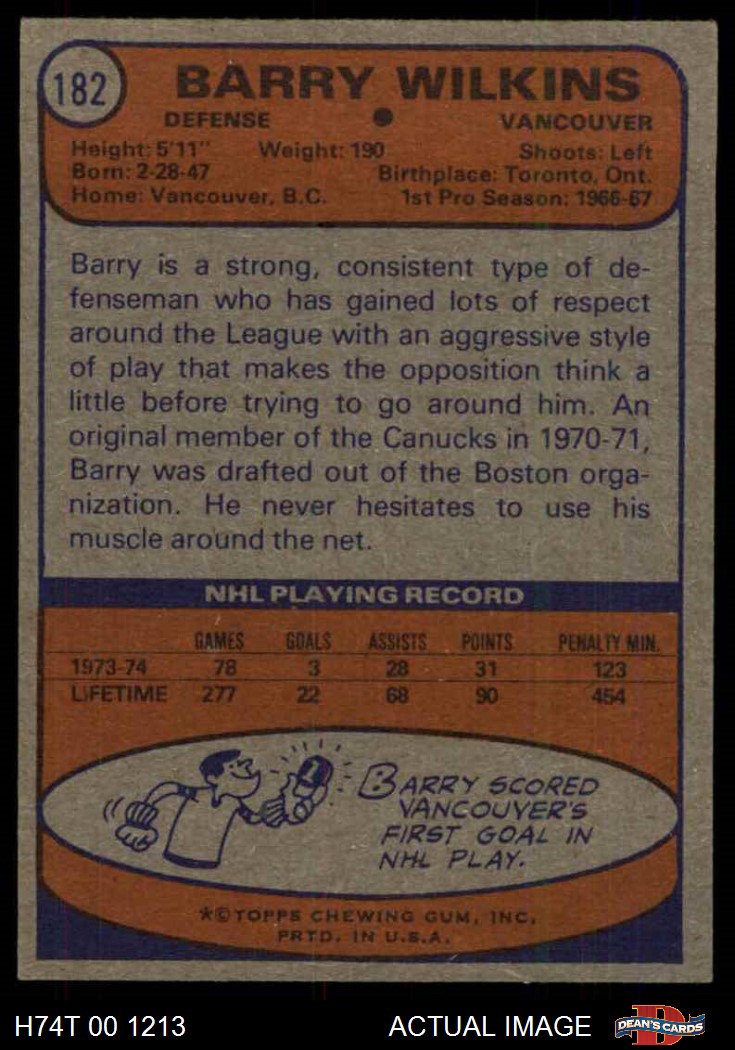 182
BARRY WILKINS
DEFENSE • VANCOUVER
Height: 5'11" Weight: 190 Shoots: Left
Born: 2-28-47 Birthplace: Toronto, Ont.
Home: Vancouver, B.C. 1st Pro Season: 1966-67
Barry is a strong, consistent type of de-
fenseman who has gained lots of respect
around the League with an aggressive style
of play that makes the opposition think a
little before trying to go around him. An
original member of the Canucks in 1970-71,
Barry was drafted out of the Boston orga-
nization. He never hesitates to use his
muscle around the net.
NHL PLAYING RECORD
GAMES GOALS ASSISTS POINTS PENALTY MIN.
1973-74 78 3 28 31 123
LIFETIME 277 22 68 90 454
1
BARRY SCORED
VANCOUVER'S
FIRST GOAL IN
NHL PLAY.
*©TOPPS CHEWING GUM, INC.
PRTD. IN U.S.A.
H74T 00 1213 ACTUAL IMAGE DEAN'S CARDS